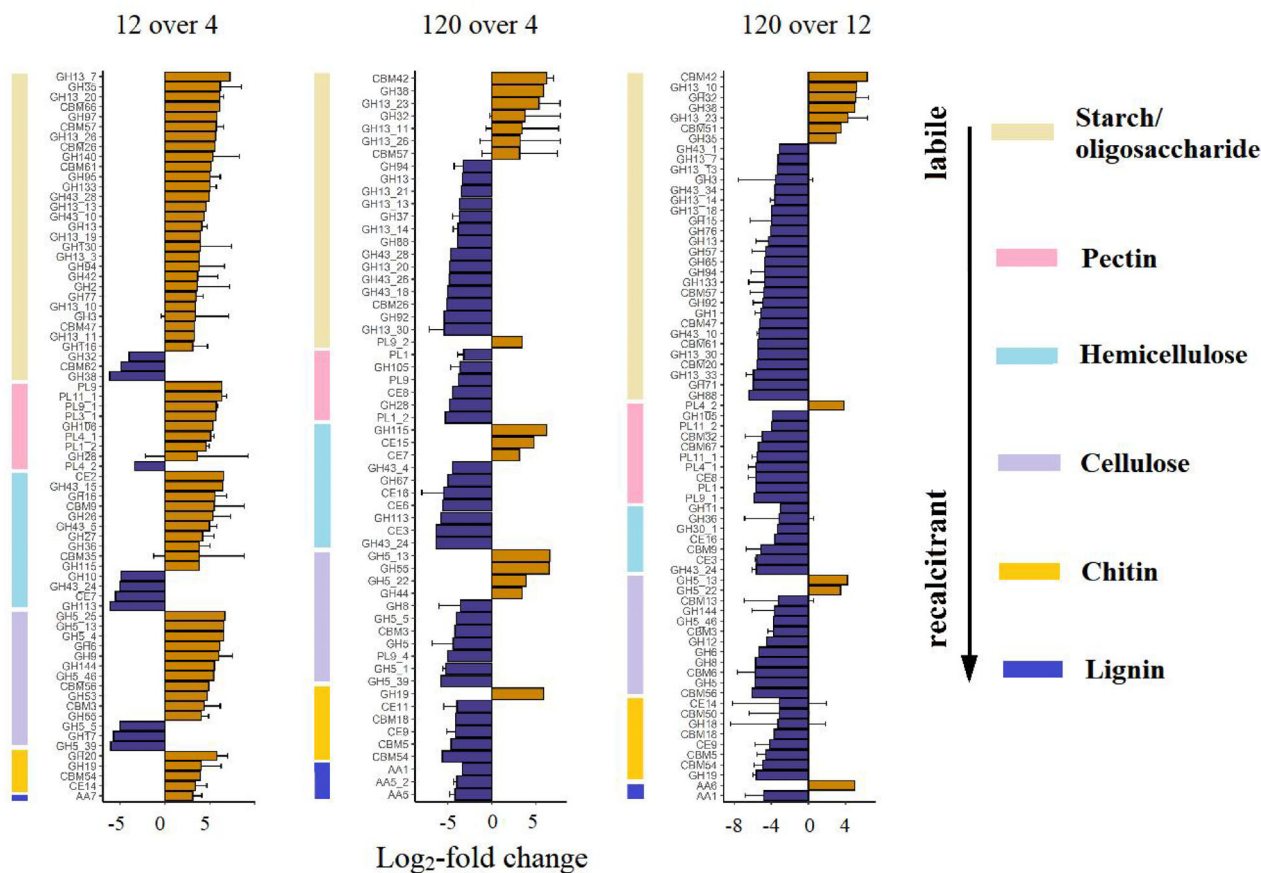 12 over 4
GH13_7
GH35
GH13_20
CBM66
GH97
CBM57
GH13_26
CBM26
GH140
CBM61
GH95
GH133
GH43_28
GH13_13
GH43_10
GH13
GH13_19
GH130
GH13_3
GH94
GH42
GH2
GH77
GH13_10
GH3
CBM47
GH13_11
GH116
GH32
CBM62
GH38
PL9
PL11_1
PL9_1
PL3_1
GH106
PL4_1
PL1_2
GH28
PL4_2
CE2
GH43_15
GH16
CBM9
GH26
GH43_5
GH27
GH36
CBM35
GH115
GH10
GH43_24
CE7
GH113
GH5_25
GH5_13
GH5_4
GH6
GH9
GH144
GH5_46
CBM56
GH53
CBM3
GH55
GH5_5
GH17
GH5_39
GH20
GH19
CBM54
CE14
AA7
-5
0
5
120 over 4
CBM42
GH38
GH13_23
GH32
GH13_11
GH13_26
CBM57
GH94
GH13
GH13_21
GH13_13
GH37
GH13_14
GH88
GH43_28
GH13_20
GH43_26
GH43_18
CBM26
GH92
GH13_30
PL9_2
PL1
GH105
PL9
CE8
GH28
PL1_2
GH115
CE15
CE7
GH43_4
GH67
CE16
CE6
GH113
CE3
GH43_24
GH5_13
GH55
GH5_22
GH44
GH8
GH5_5
CBM3
GH5
PL9_4
GH5_1
GH5_39
GH19
CE11
CBM18
CE9
CBM5
CBM54
AA1
AA5_2
AA5
-5
0
5
Log2-fold change
120 over 12
CBM42
GH13_10
GH32
GH38
GH13_23
CBM51
GH35
GH43_1
GH13_7
GH13_13
GH3
GH43_34
GH13_14
GH13_18
GH15
GH76
GH13
GH57
GH65
GH94
GH133
CBM57
GH92
GH1
CBM47
GH43_10
CBM61
GH13_30
CBM20
GH13_33
GH71
GH88
PL4_2
GH105
PL11_2
CBM32
CBM67
PL11_1
PL4_1
CE8
PL1
PL9_1
GH11
GH36
GH30_1
CE16
CBM9
CE3
GH43_24
GH5_13
GH5_22
CBM13
GH144
GH5_46
CBM3
GH12
GH6
GH8
CBM6
GH5
CBM56
CE14
CBM50
GH18
CBM18
CE9
CBM5
CBM54
GH19
AA6
AA1
-8
-4
0
4
labile
recalcitrant
Starch/
oligosaccharide
Pectin
Hemicellulose
Cellulose
Chitin
Lignin